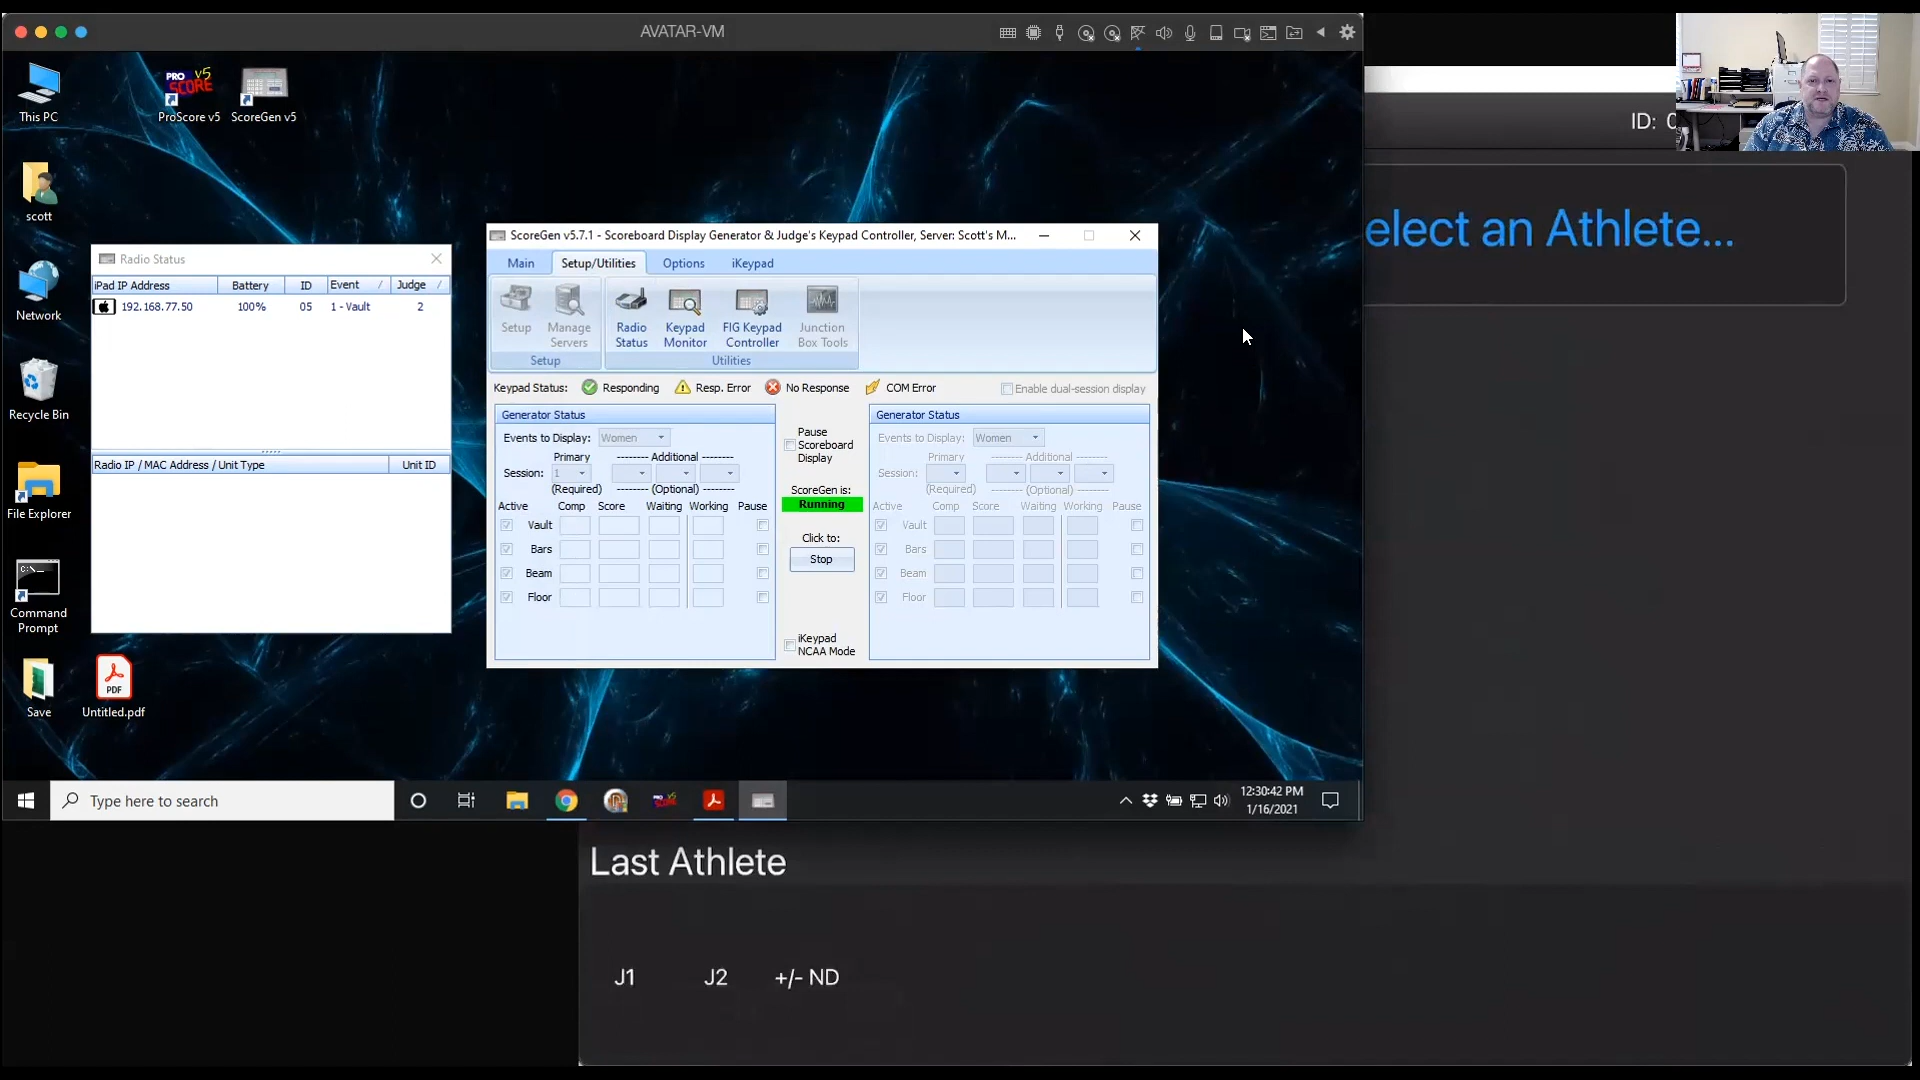 AVATAR-VM
This PC
ProScore v5
ScoreGen v5
scott
Network
Recycle Bin
File Explorer
Command
Prompt
Save
Untitled.pdf
PRO v5
SCORE
PDF
C:\_
Radio Status
iPad IP Address Battery ID Event / Judge /
192.168.77.50 100% 05 1 - Vault 2
Radio IP / MAC Address / Unit Type Unit ID
ScoreGen v5.7.1 - Scoreboard Display Generator & Judge's Keypad Controller, Server: Scott's M...
Main Setup/Utilities Options iKeypad
Setup
Manage
Servers
Radio
Status
Keypad
Monitor
FIG Keypad
Controller
Junction
Box Tools
Setup Utilities
Keypad Status: Responding Resp. Error No Response COM Error Enable dual-session display
Generator Status
Events to Display: Women
Primary -------- Additional --------
Session: 1
(Required) -------- (Optional) --------
Active Comp Score Waiting Working Pause
Vault
Bars
Beam
Floor
Pause
Scoreboard
Display
ScoreGen is:
Running
Click to:
Stop
iKeypad
NCAA Mode
Generator Status
Events to Display: Women
Primary -------- Additional --------
Session:
(Required) -------- (Optional) --------
Active Comp Score Waiting Working Pause
Vault
Bars
Beam
Floor
Type here to search
12:30:42 PM
1/16/2021
ID: 0
elect an Athlete...
Last Athlete
J1 J2 +/- ND